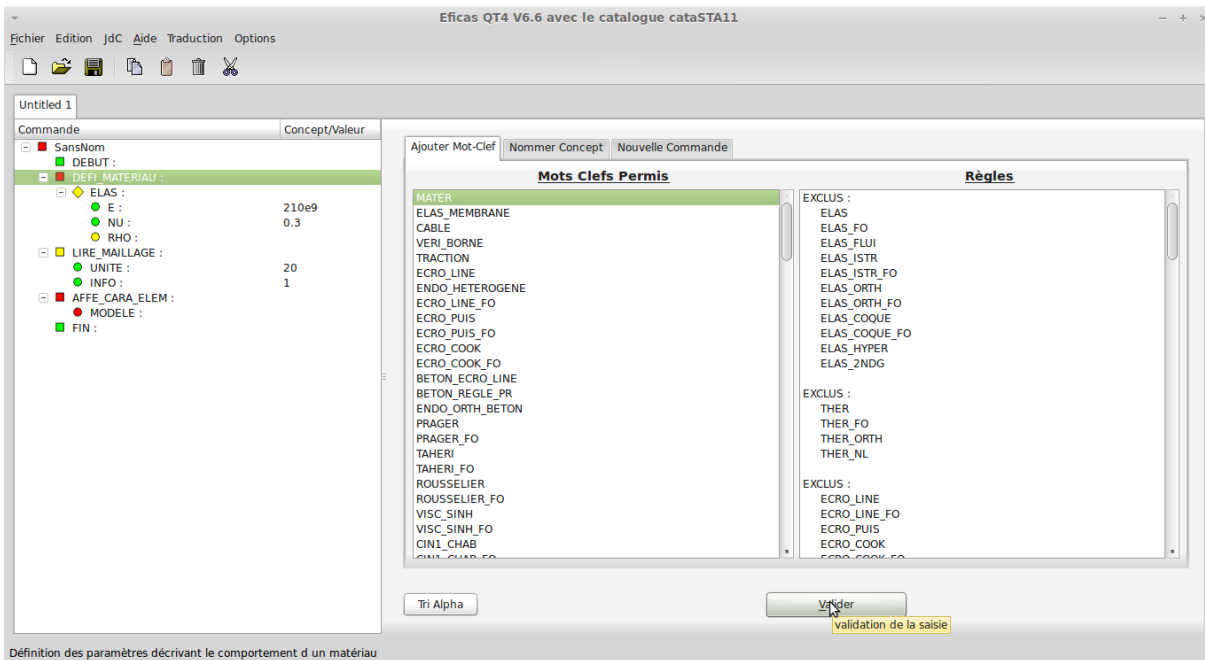 Eficas QT4 V6.6 avec le catalogue cataSTA11
Fichier Edition JdC Aide Traduction Options
Untitled 1
Commande Concept/Valeur
SansNom
DEBUT :
DEFI_MATERIAU :
ELAS :
E : 210e9
NU : 0.3
RHO :
LIRE_MAILLAGE :
UNITE : 20
INFO : 1
AFFE_CARA_ELEM :
MODELE :
FIN :
Ajouter Mot-Clef Nommer Concept Nouvelle Commande
Mots Clefs Permis
MATER
ELAS_MEMBRANE
CABLE
VERI_BORNE
TRACTION
ECRO_LINE
ENDO_HETEROGENE
ECRO_LINE_FO
ECRO_PUIS
ECRO_PUIS_FO
ECRO_COOK
ECRO_COOK_FO
BETON_ECRO_LINE
BETON_REGLE_PR
ENDO_ORTH_BETON
PRAGER
PRAGER_FO
TAHERI
TAHERI_FO
ROUSSELIER
ROUSSELIER_FO
VISC_SINH
VISC_SINH_FO
CIN1_CHAB
CIN1_CHAB_FO
Règles
EXCLUS :
ELAS
ELAS_FO
ELAS_FLUI
ELAS_ISTR
ELAS_ISTR_FO
ELAS_ORTH
ELAS_ORTH_FO
ELAS_COQUE
ELAS_COQUE_FO
ELAS_HYPER
ELAS_2NDG
EXCLUS :
THER
THER_FO
THER_ORTH
THER_NL
EXCLUS :
ECRO_LINE
ECRO_LINE_FO
ECRO_PUIS
ECRO_COOK
ECRO_COOK_FO
Tri Alpha
Valider
validation de la saisie
Définition des paramètres décrivant le comportement d un matériau